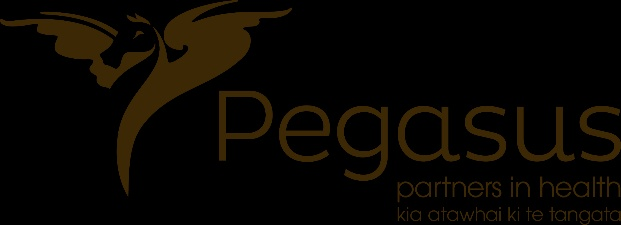 Pegasus
partners in health
kia atawhai ki te tangata